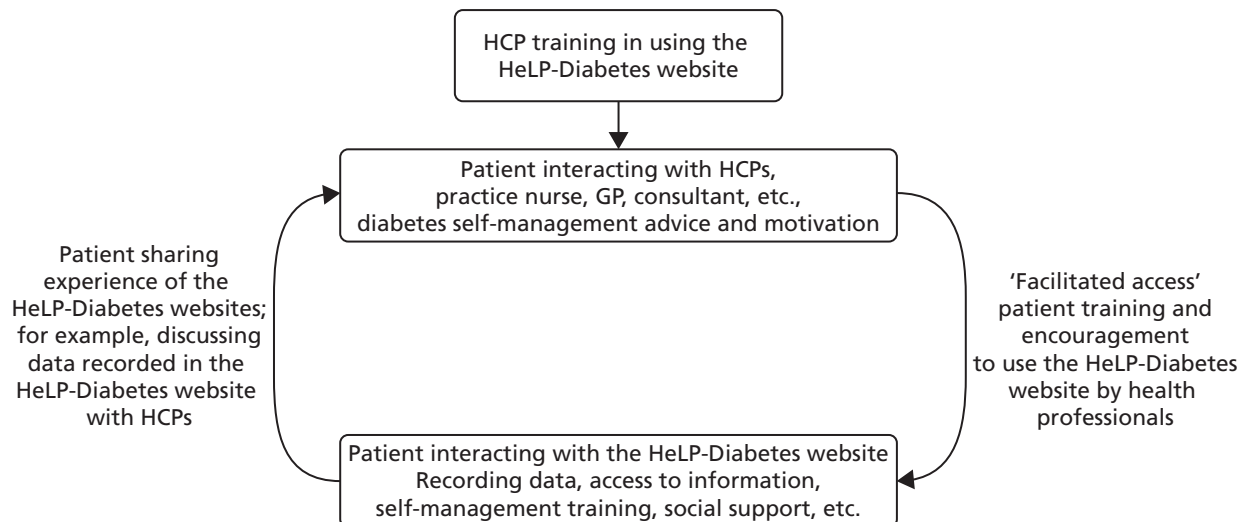 HCP training in using the
HeLP-Diabetes website
Patient interacting with HCPs,
practice nurse, GP, consultant, etc.,
diabetes self-management advice and motivation
Patient sharing
experience of the
HeLP-Diabetes websites;
for example, discussing
data recorded in the
HeLP-Diabetes website
with HCPs
‘Facilitated access’
patient training and
encouragement
to use the HeLP-Diabetes
website by health
professionals
Patient interacting with the HeLP-Diabetes website
Recording data, access to information,
self-management training, social support, etc.